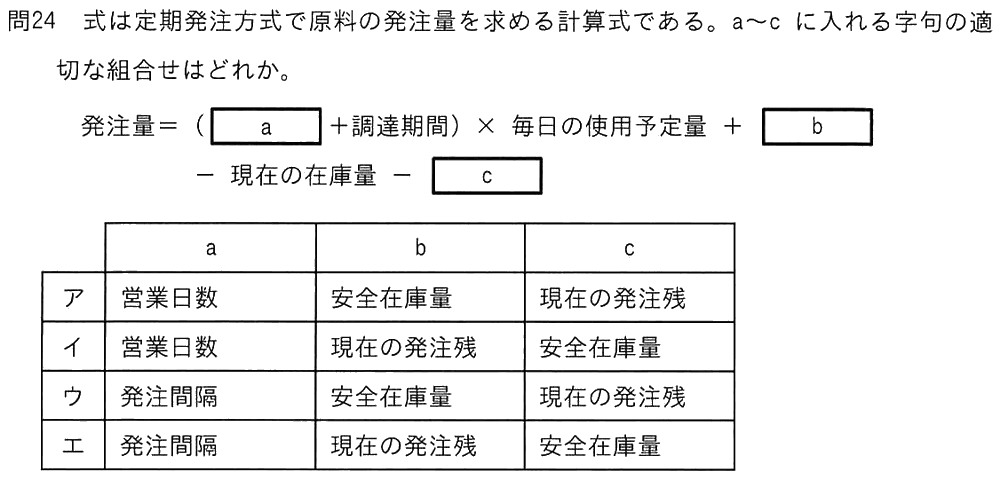 問24　式は定期発注方式で原料の発注量を求める計算式である。a～c に入れる字句の適
切な組合せはどれか。
発注量＝（ a ＋調達期間）× 毎日の使用予定量 ＋ b
－ 現在の在庫量 － c
a b c
ア 営業日数 安全在庫量 現在の発注残
イ 営業日数 現在の発注残 安全在庫量
ウ 発注間隔 安全在庫量 現在の発注残
エ 発注間隔 現在の発注残 安全在庫量